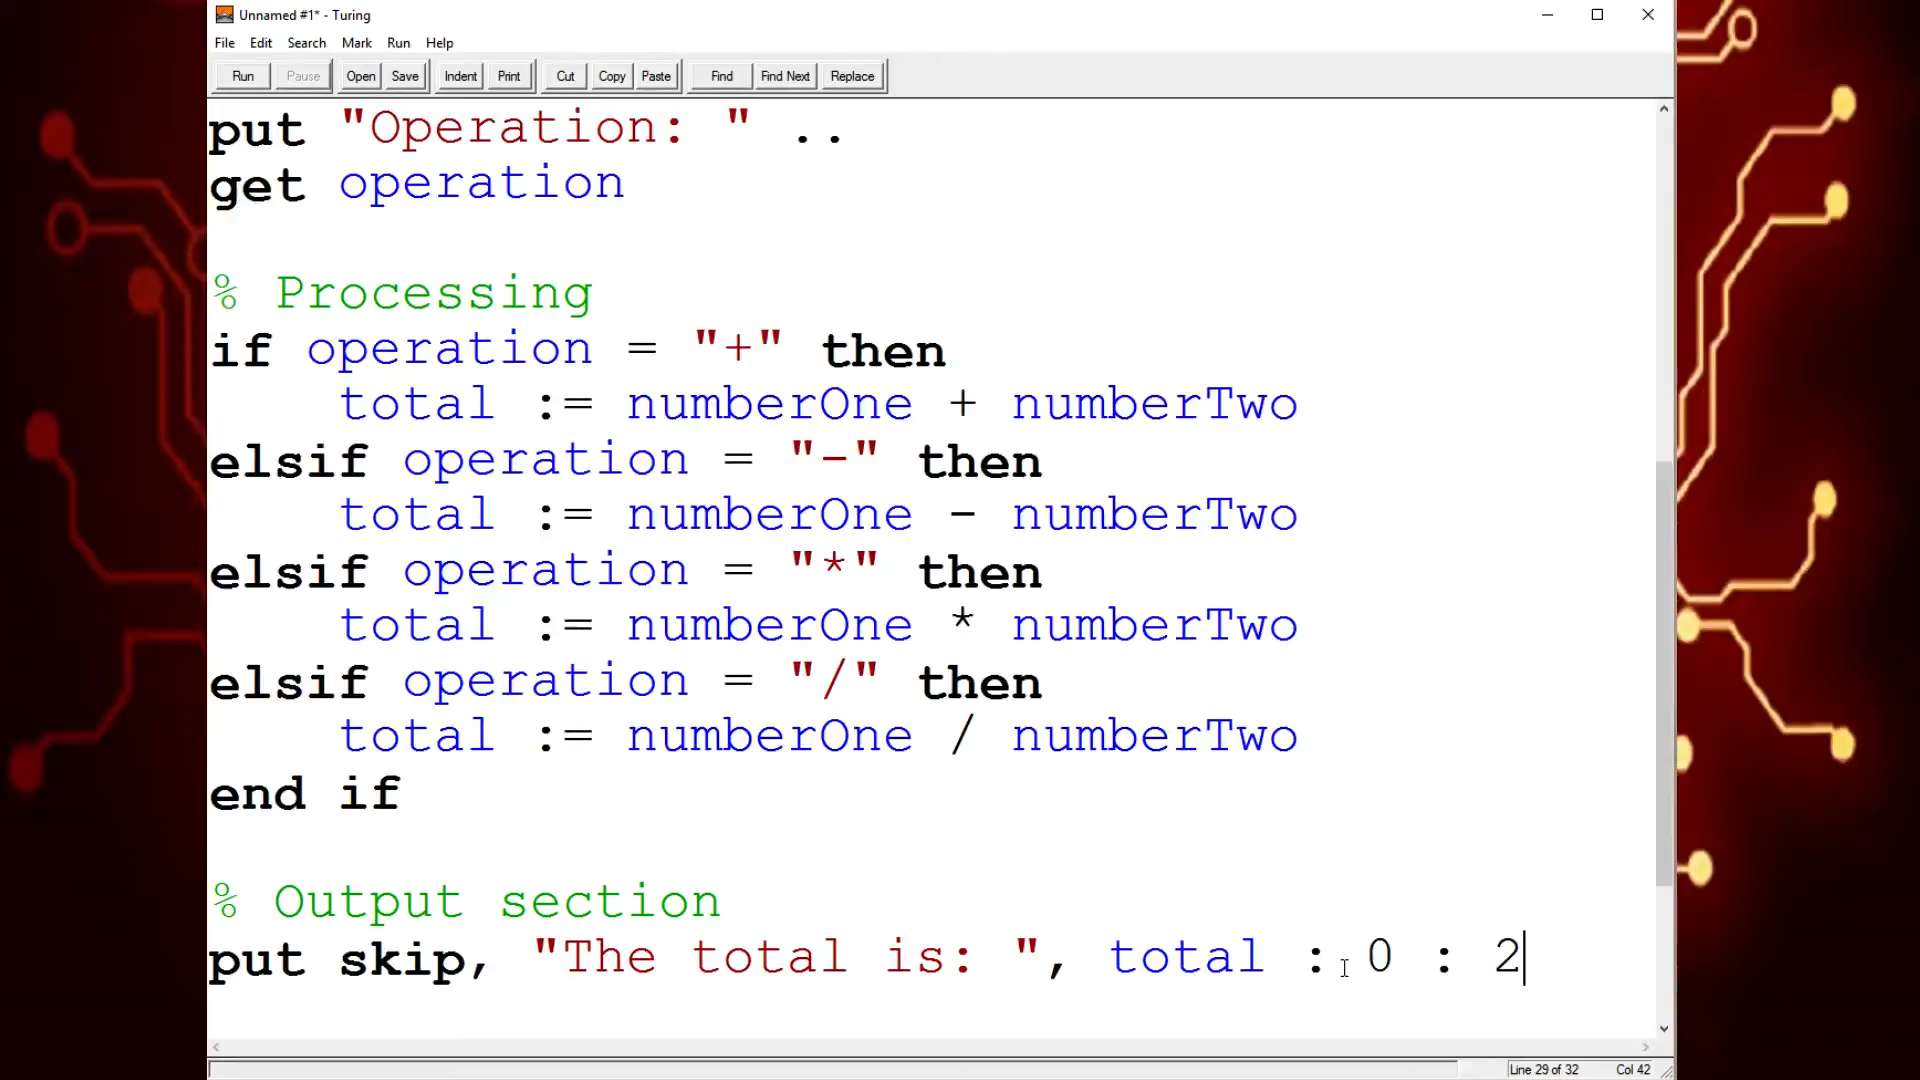 Unnamed #1* - Turing
File Edit Search Mark Run Help
Run Pause Open Save Indent Print Cut Copy Paste Find Find Next Replace
put "Operation: " ..
get operation
% Processing
if operation = "+" then
total := numberOne + numberTwo
elsif operation = "-" then
total := numberOne - numberTwo
elsif operation = "*" then
total := numberOne * numberTwo
elsif operation = "/" then
total := numberOne / numberTwo
end if
% Output section
put skip, "The total is: ", total : 0 : 2
Line 29 of 32 Col 42